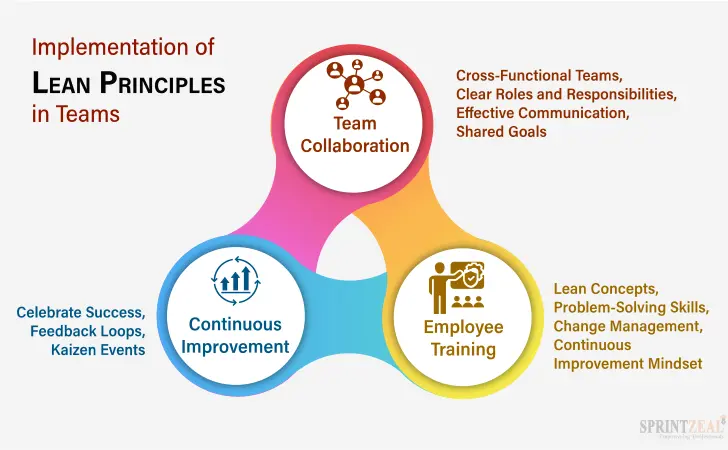 Implementation of
LEAN PRINCIPLES
in Teams
Team
Collaboration
Cross-Functional Teams,
Clear Roles and Responsibilities,
Effective Communication,
Shared Goals
Continuous
Improvement
Celebrate Success,
Feedback Loops,
Kaizen Events
Employee
Training
Lean Concepts,
Problem-Solving Skills,
Change Management,
Continuous
Improvement Mindset
SPRINTZEAL